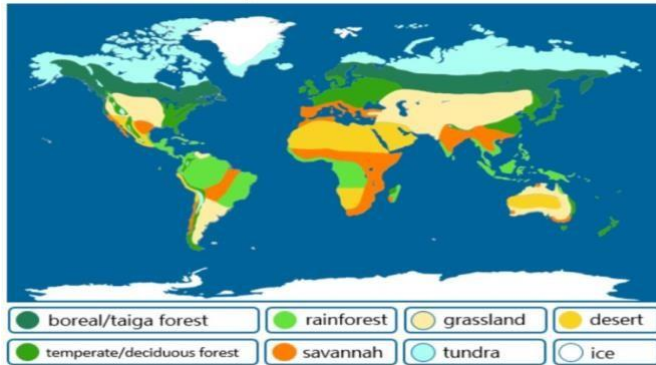 boreal/taiga forest rainforest grassland desert
temperate/deciduous forest savannah tundra ice